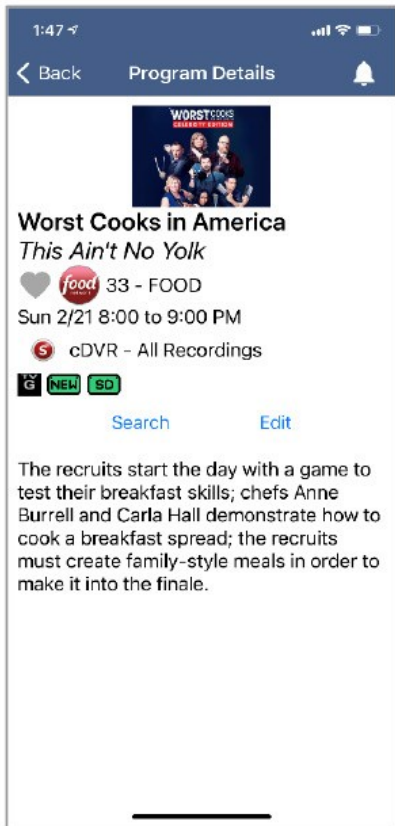 1:47
Back Program Details
WORST COOKS
CELEBRITY EDITION
Worst Cooks in America
This Ain't No Yolk
food 33 - FOOD
Sun 2/21 8:00 to 9:00 PM
S cDVR - All Recordings
TV G NEW SD
Search Edit
The recruits start the day with a game to
test their breakfast skills; chefs Anne
Burrell and Carla Hall demonstrate how to
cook a breakfast spread; the recruits
must create family-style meals in order to
make it into the finale.